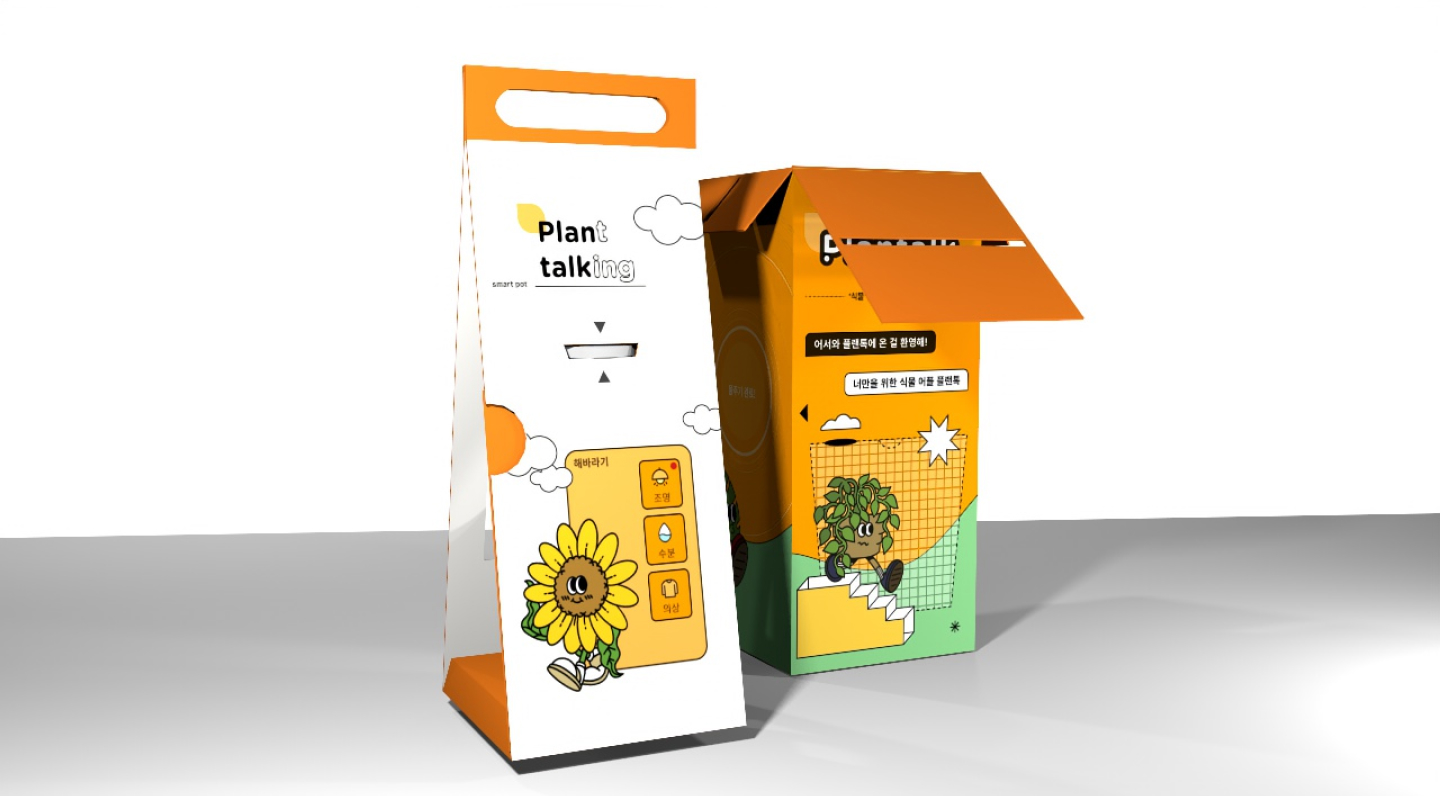 Plant
talking
smart pot
해바라기
조명
수분
의상
Plantalk
어서와 플랜톡에 온 걸 환영해!
너만을 위한 식물 어플 플랜톡